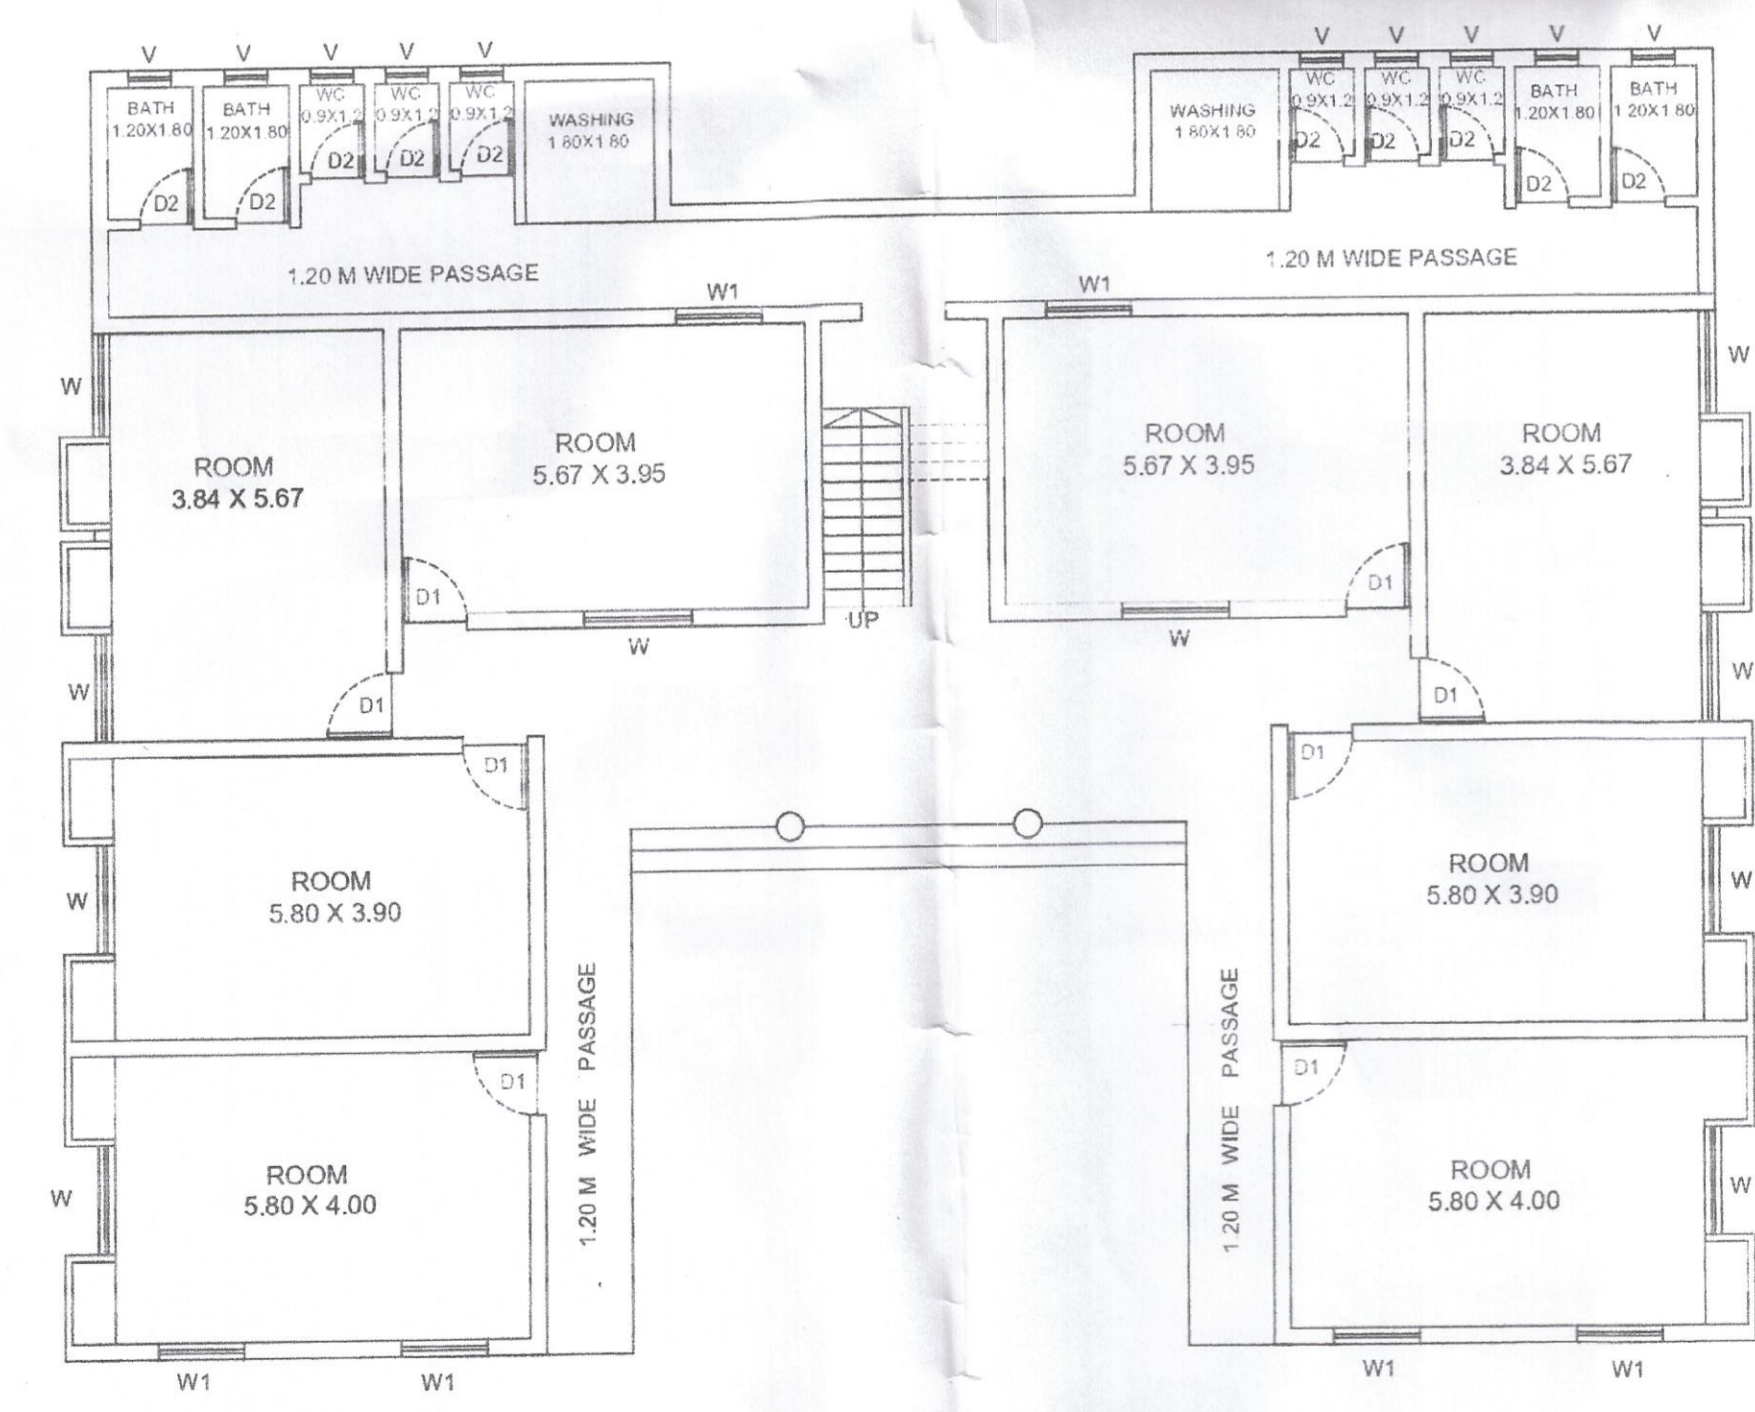 V V V V V V V V V V
BATH
1.20X1.80
BATH
1.20X1.80
WC
0.9X1.2
WC
0.9X1.2
WC
0.9X1.2
WASHING
1.80X1.80
D2 D2 D2 D2 D2
WASHING
1.80X1.80
WC
0.9X1.2
WC
0.9X1.2
WC
0.9X1.2
BATH
1.20X1.80
BATH
1.20X1.80
D2 D2 D2 D2 D2
1.20 M WIDE PASSAGE
1.20 M WIDE PASSAGE
W1
W1
W
W
ROOM
3.84 X 5.67
ROOM
5.67 X 3.95
ROOM
5.67 X 3.95
ROOM
3.84 X 5.67
D1
D1
UP
W
W
W
W
D1
D1
D1
D1
W
ROOM
5.80 X 3.90
ROOM
5.80 X 3.90
W
1.20 M WIDE PASSAGE
1.20 M WIDE PASSAGE
D1
D1
W
ROOM
5.80 X 4.00
ROOM
5.80 X 4.00
W
W1
W1
W1
W1